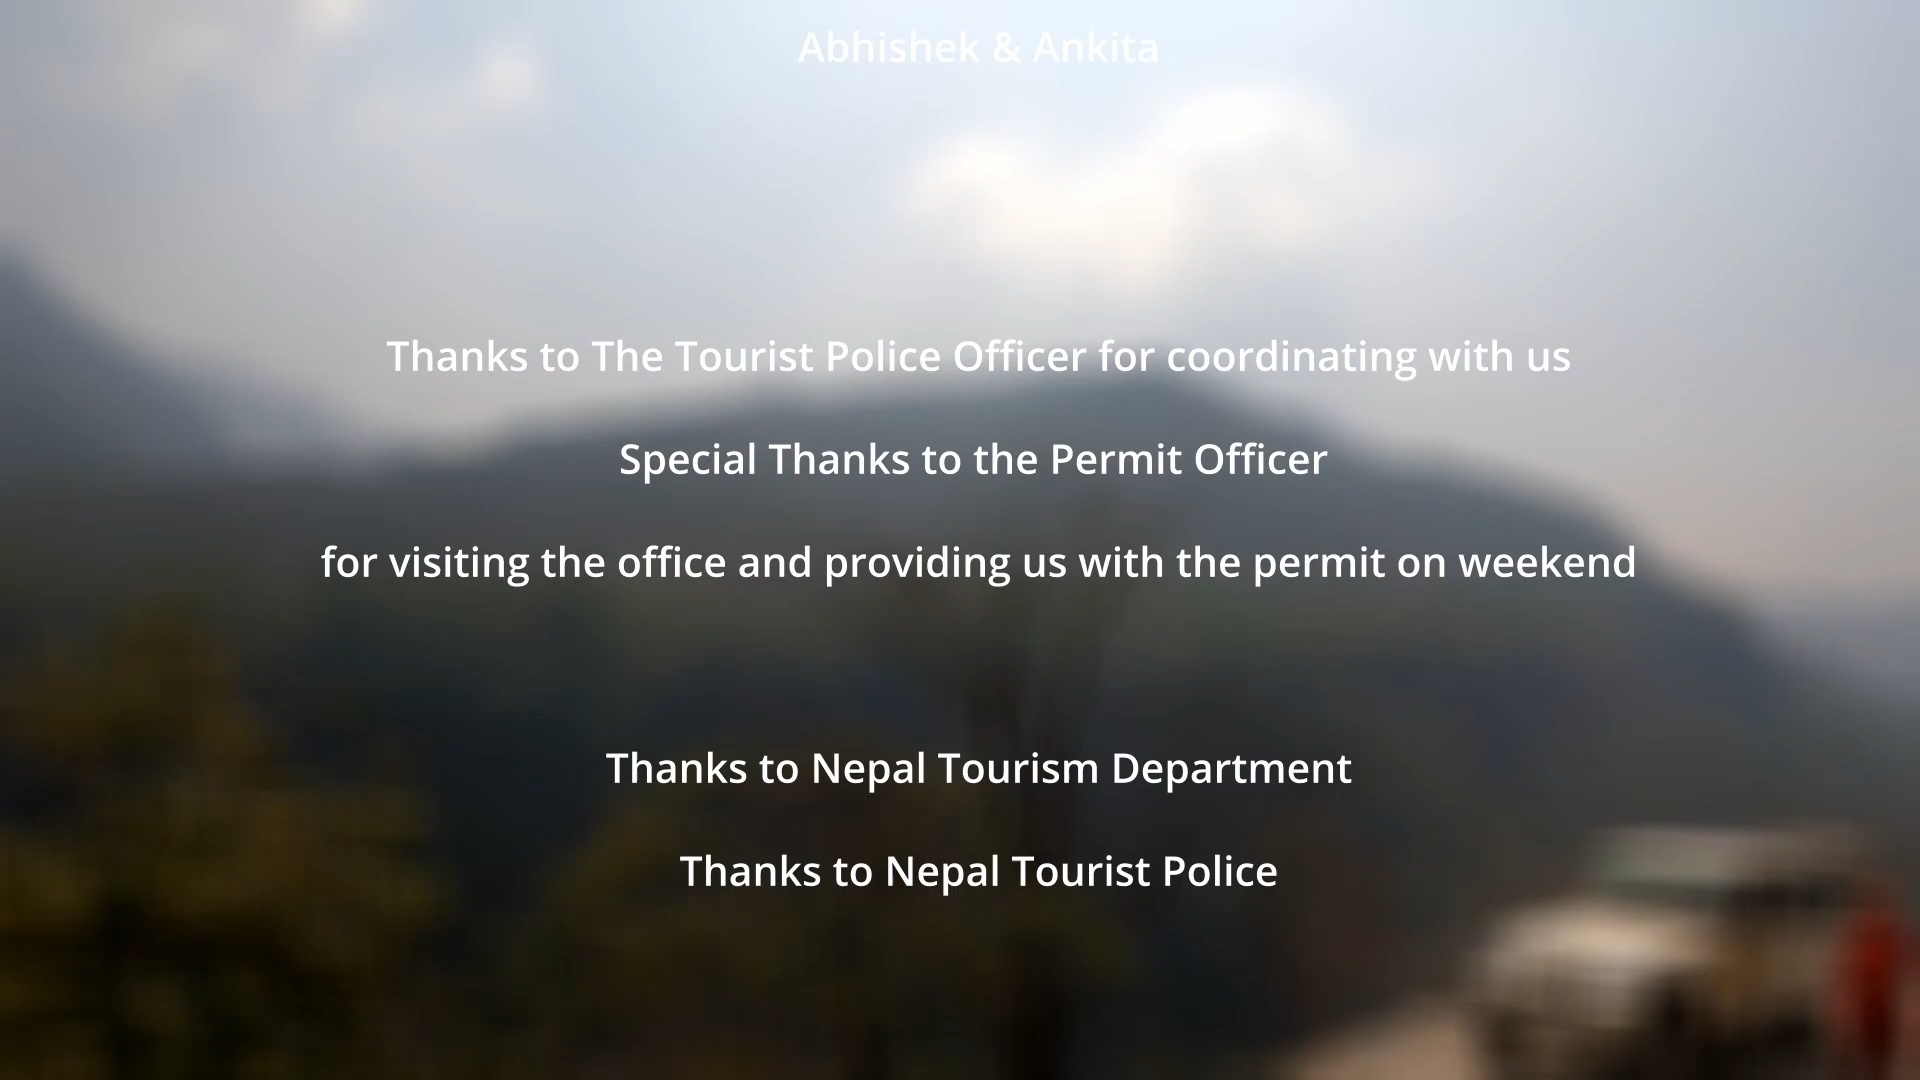 Abhishek & Ankita
Thanks to The Tourist Police Officer for coordinating with us
Special Thanks to the Permit Officer
for visiting the office and providing us with the permit on weekend
Thanks to Nepal Tourism Department
Thanks to Nepal Tourist Police